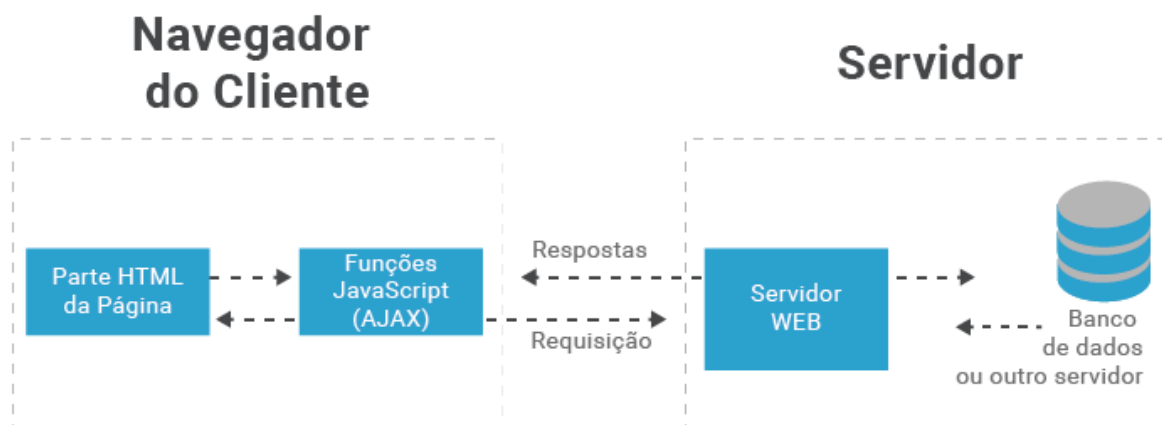 Navegador
do Cliente
Servidor
Parte HTML
da Página
Funções
JavaScript
(AJAX)
Respostas
Requisição
Servidor
WEB
Banco
de dados
ou outro servidor